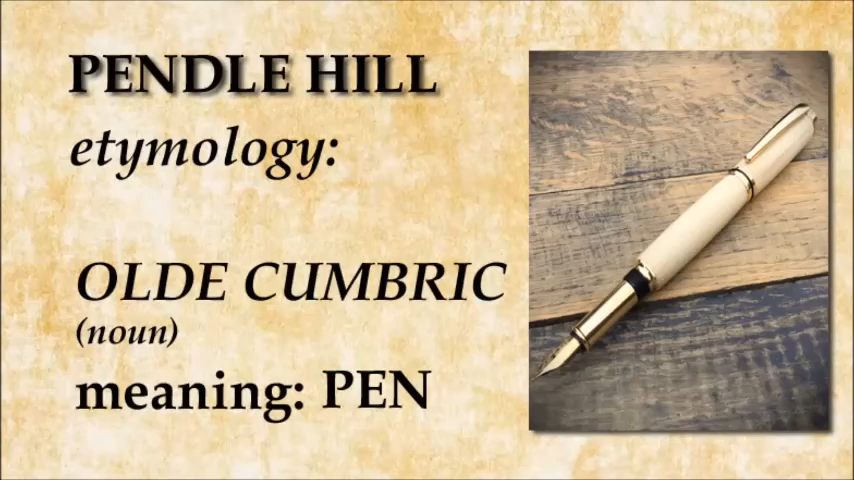 PENDLE HILL
etymology:
OLDE CUMBRIC
(noun)
meaning: PEN